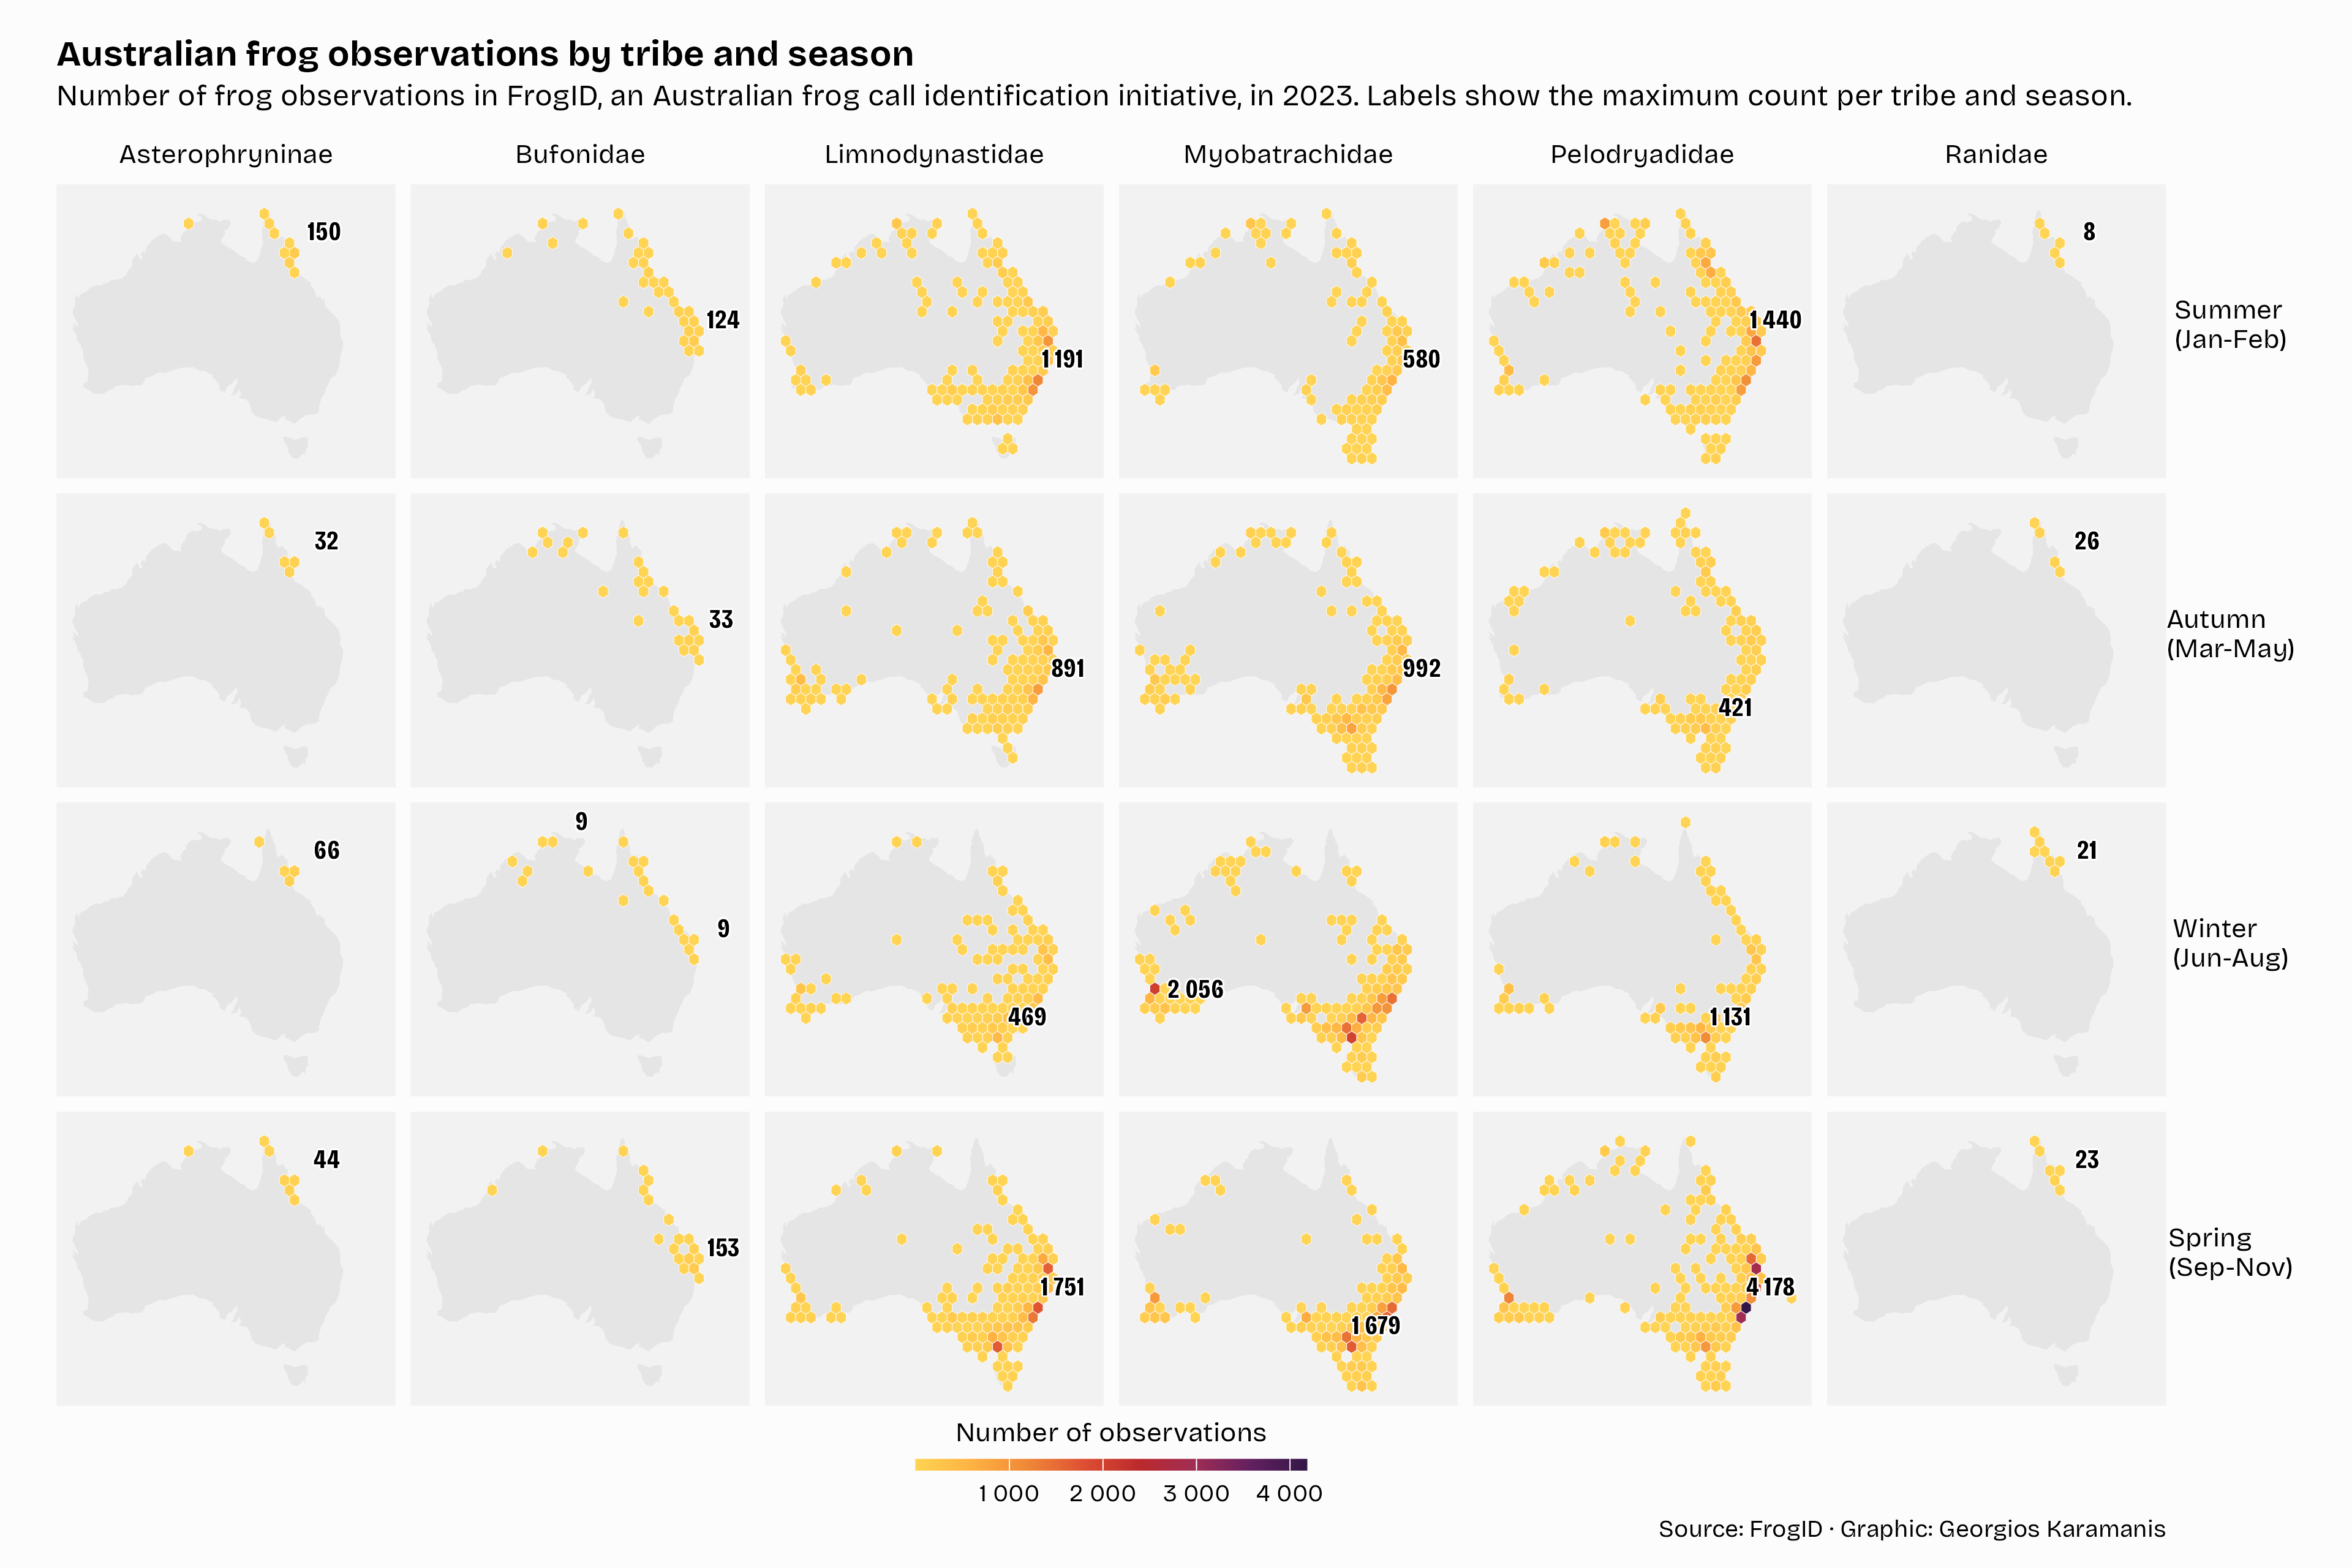 Australian frog observations by tribe and season
Number of frog observations in FrogID, an Australian frog call identification initiative, in 2023. Labels show the maximum count per tribe and season.
Asterophryninae Bufonidae Limnodynastidae Myobatrachidae Pelodryadidae Ranidae
150
124
1 191
580
1 440
8
Summer
(Jan-Feb)
32
33
891
992
421
26
Autumn
(Mar-May)
66
9
9
469
2 056
1 131
21
Winter
(Jun-Aug)
44
153
1 751
1 679
4 178
23
Spring
(Sep-Nov)
Number of observations
1 000 2 000 3 000 4 000
Source: FrogID · Graphic: Georgios Karamanis